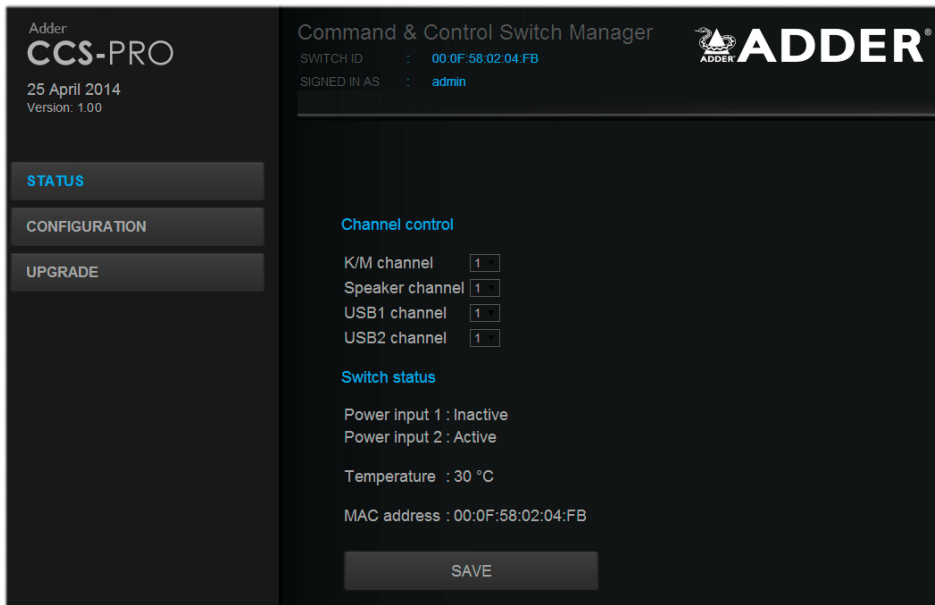 Adder
CCS-PRO
25 April 2014
Version: 1.00
Command & Control Switch Manager
SWITCH ID : 00:0F:58:02:04:FB
SIGNED IN AS : admin
ADDER
ADDER®
STATUS
CONFIGURATION
UPGRADE
Channel control
K/M channel 1
Speaker channel 1
USB1 channel 1
USB2 channel 1
Switch status
Power input 1 : Inactive
Power input 2 : Active
Temperature : 30 °C
MAC address : 00:0F:58:02:04:FB
SAVE